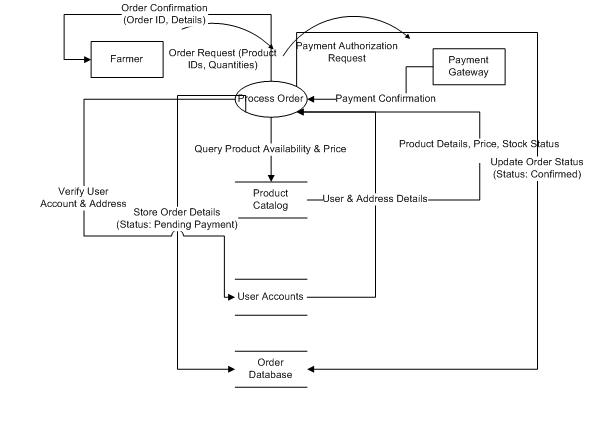 Order Confirmation
(Order ID, Details)
Farmer
Order Request (Product
IDs, Quantities)
Payment Authorization
Request
Payment
Gateway
Process Order
Payment Confirmation
Query Product Availability & Price
Product Details, Price, Stock Status
Update Order Status
(Status: Confirmed)
Verify User
Account & Address
Product
Catalog
User & Address Details
Store Order Details
(Status: Pending Payment)
User Accounts
Order
Database